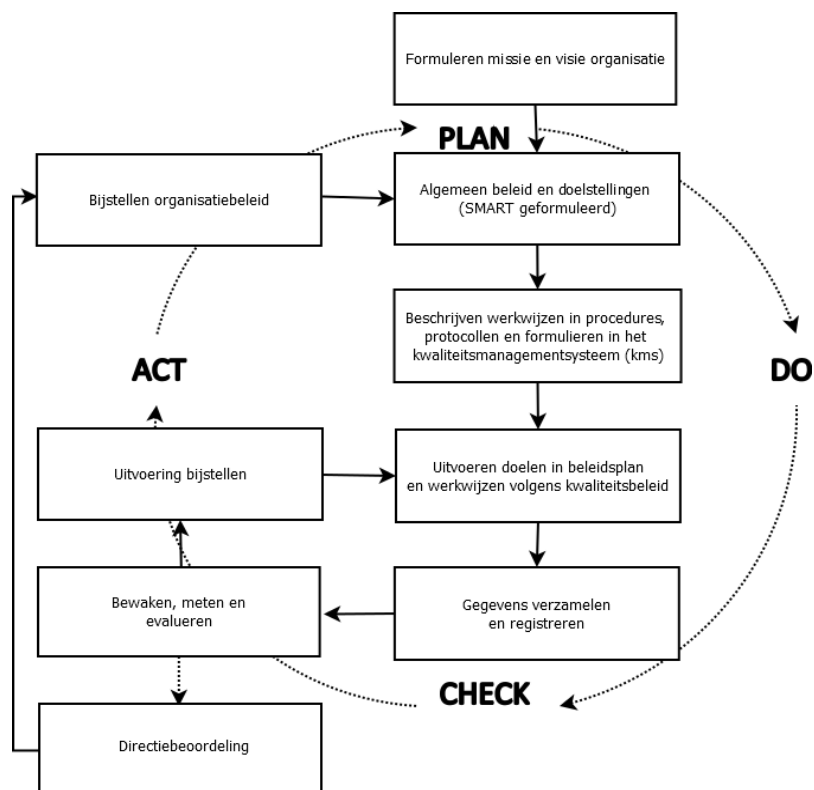 Formuleren missie en visie organisatie
PLAN
Bijstellen organisatiebeleid
Algemeen beleid en doelstellingen
(SMART geformuleerd)
Beschrijven werkwijzen in procedures,
protocollen en formulieren in het
kwaliteitsmanagementsysteem (kms)
ACT
DO
Uitvoering bijstellen
Uitvoeren doelen in beleidsplan
en werkwijzen volgens kwaliteitsbeleid
Bewaken, meten en
evalueren
Gegevens verzamelen
en registreren
CHECK
Directiebeoordeling